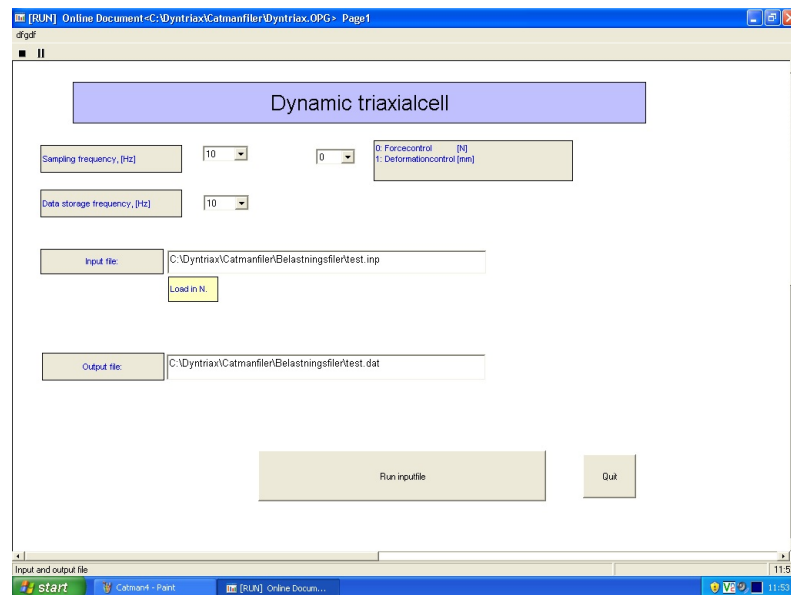 [RUN] Online Document<C:\Dyntriax\Catmanfiler\Dyntriax.OPG> Page1
dfgdf
Dynamic triaxialcell
Sampling frequency, [Hz]
10
0
0: Forcecontrol [N]
1: Deformationcontrol [mm]
Data storage frequency, [Hz]
10
Input file:
C:\Dyntriax\Catmanfiler\Belastningsfiler\test.inp
Load in N.
Output file:
C:\Dyntriax\Catmanfiler\Belastningsfiler\test.dat
Run inputfile
Quit
Input and output file
11:5
start
Catman4 - Paint
[RUN] Online Docum...
11:53